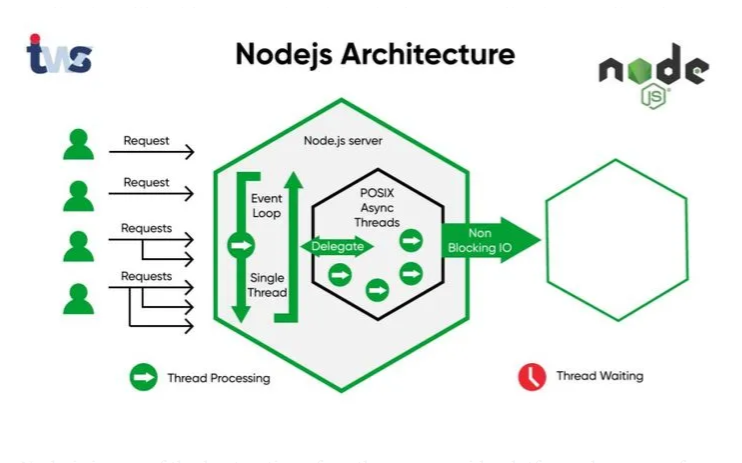 tws
Nodejs Architecture
node
JS
Request
Node.js server
Request
POSIX
Async
Threads
Event
Loop
Requests
Delegate
Non
Blocking IO
Requests
Single
Thread
Thread Processing
Thread Waiting